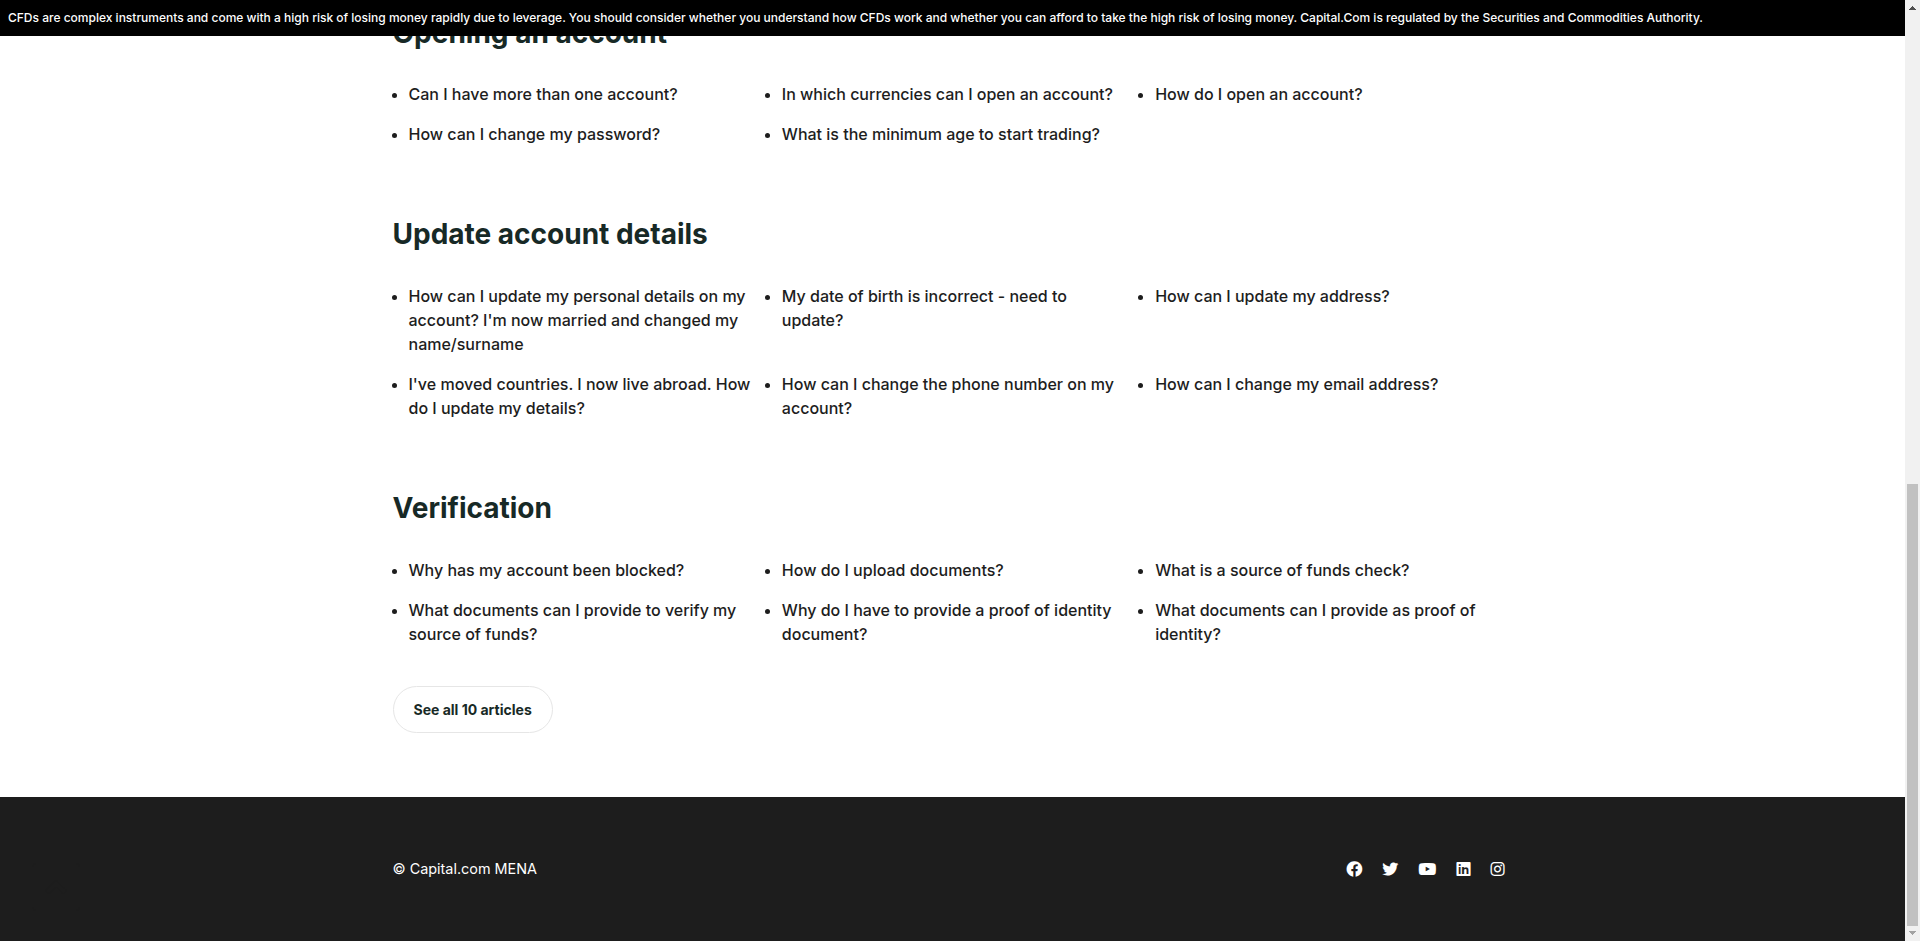 CFDs are complex instruments and come with a high risk of losing money rapidly due to leverage. You should consider whether you understand how CFDs work and whether you can afford to take the high risk of losing money. Capital.Com is regulated by the Securities and Commodities Authority.
Opening an account
Can I have more than one account?
In which currencies can I open an account?
How do I open an account?
How can I change my password?
What is the minimum age to start trading?
Update account details
How can I update my personal details on my
account? I'm now married and changed my
name/surname
My date of birth is incorrect - need to
update?
How can I update my address?
I've moved countries. I now live abroad. How
do I update my details?
How can I change the phone number on my
account?
How can I change my email address?
Verification
Why has my account been blocked?
How do I upload documents?
What is a source of funds check?
What documents can I provide to verify my
source of funds?
Why do I have to provide a proof of identity
document?
What documents can I provide as proof of
identity?
See all 10 articles
© Capital.com MENA